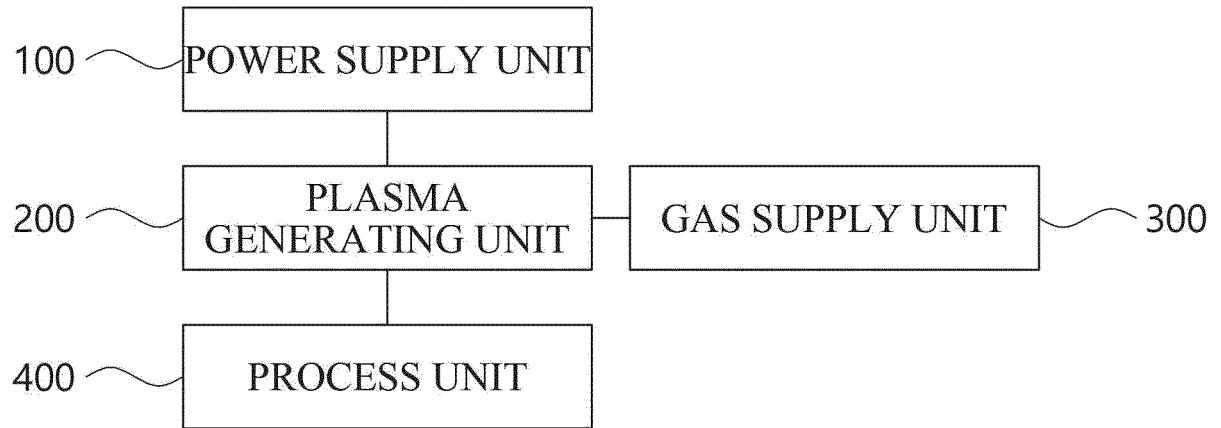 100
POWER SUPPLY UNIT
200
PLASMA
GENERATING UNIT
GAS SUPPLY UNIT
300
400
PROCESS UNIT